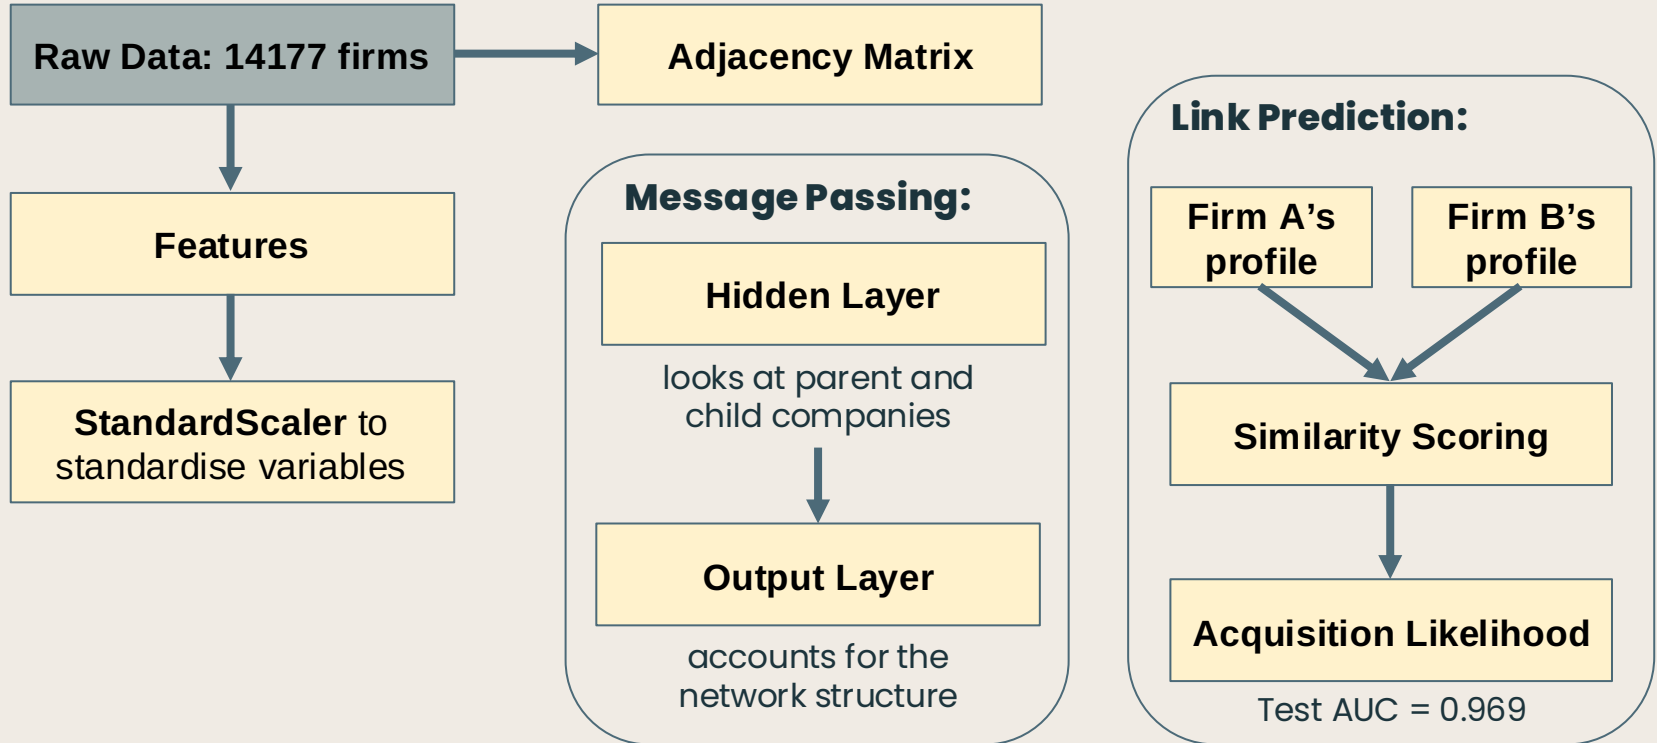 Raw Data: 14177 firms
Adjacency Matrix
Features
StandardScaler to
standardise variables
Message Passing:
Hidden Layer
looks at parent and
child companies
Output Layer
accounts for the
network structure
Link Prediction:
Firm A’s
profile
Firm B’s
profile
Similarity Scoring
Acquisition Likelihood
Test AUC = 0.969